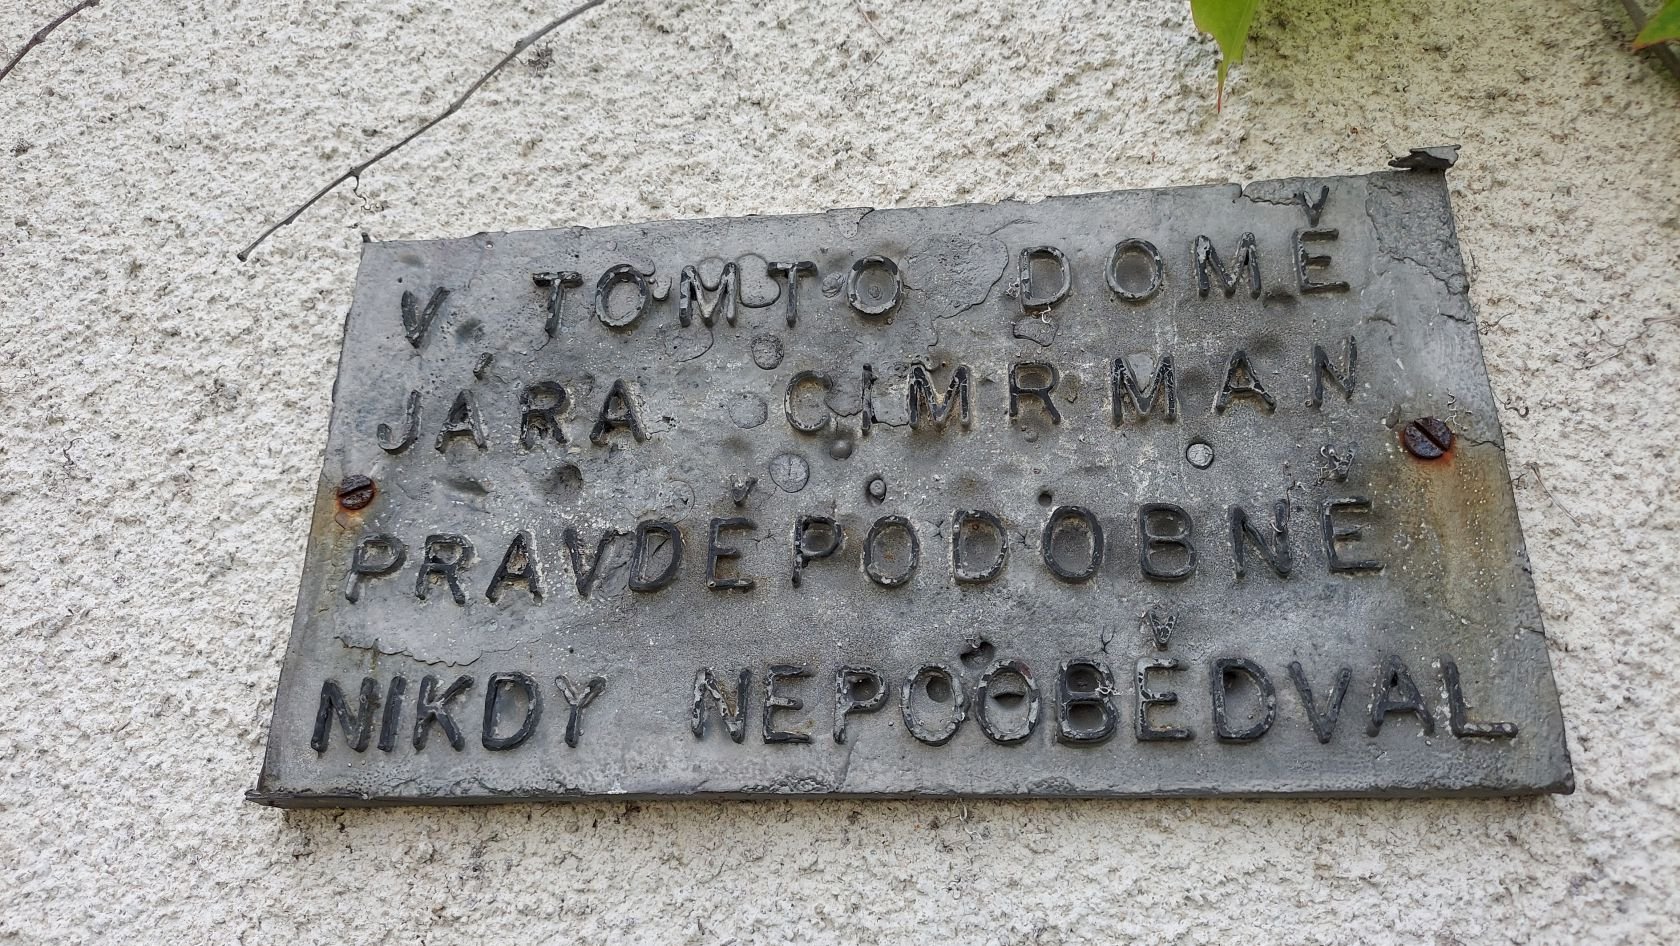 V TOMTO DOMĚ
JÁRA CIMRMAN
PRAVDĚPODOBNĚ
NIKDY NEPOOBĚDVAL